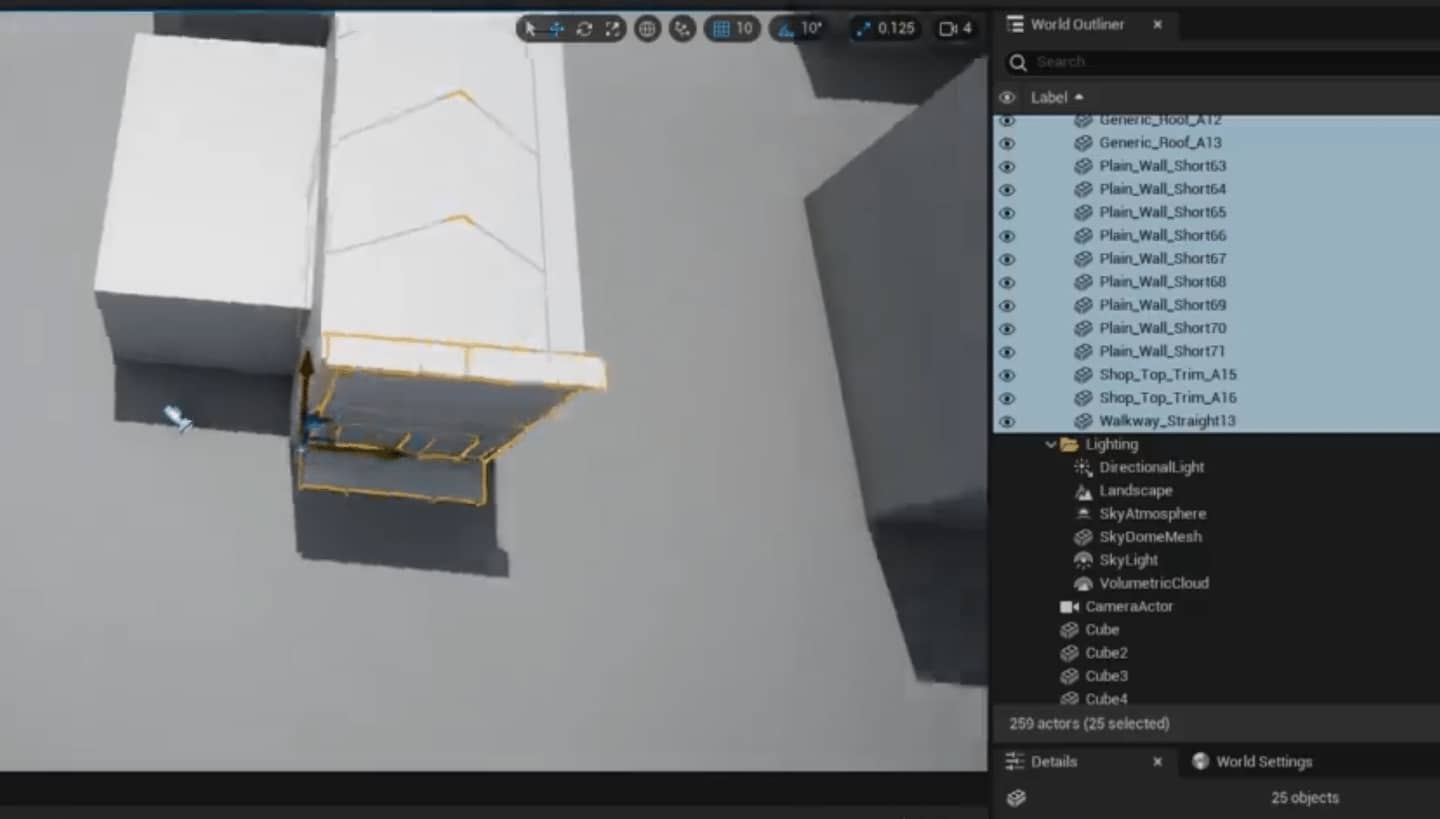 10 10° 0.125 4
World Outliner
Search...
Label
Generic_Roof_A12
Generic_Roof_A13
Plain_Wall_Short63
Plain_Wall_Short64
Plain_Wall_Short65
Plain_Wall_Short66
Plain_Wall_Short67
Plain_Wall_Short68
Plain_Wall_Short69
Plain_Wall_Short70
Plain_Wall_Short71
Shop_Top_Trim_A15
Shop_Top_Trim_A16
Walkway_Straight13
Lighting
DirectionalLight
Landscape
SkyAtmosphere
SkyDomeMesh
SkyLight
VolumetricCloud
CameraActor
Cube
Cube2
Cube3
Cube4
259 actors (25 selected)
Details World Settings
25 objects